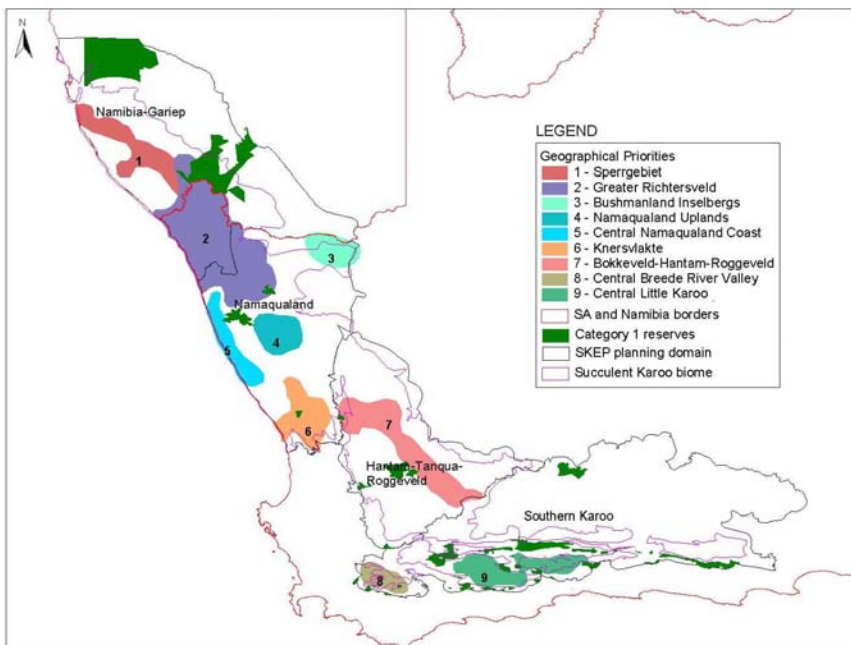 N
Namibia-Gariep
1
2
3
Namaqualand
4
5
6
7
Hantam-Tanqua-
Roggeveld
Southern Karoo
8
9
LEGEND
Geographical Priorities
1 - Sperrgebiet
2 - Greater Richtersveld
3 - Bushmanland Inselbergs
4 - Namaqualand Uplands
5 - Central Namaqualand Coast
6 - Knersvlakte
7 - Bokkeveld-Hantam-Roggeveld
8 - Central Breede River Valley
9 - Central Little Karoo
SA and Namibia borders
Category 1 reserves
SKEP planning domain
Succulent Karoo biome